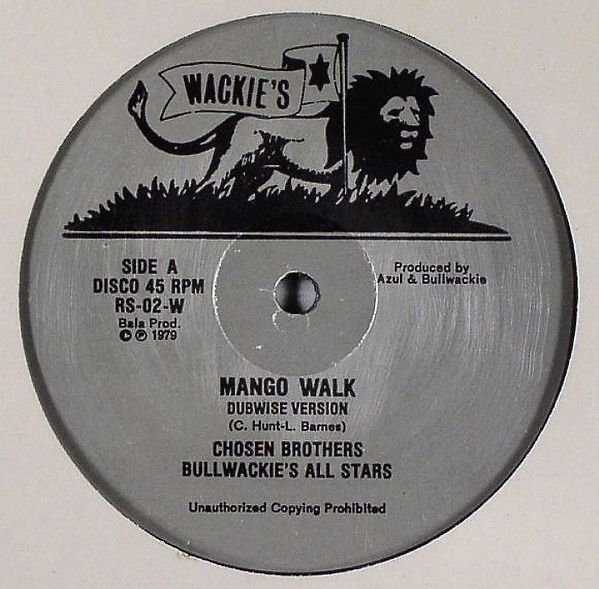 WACKIE'S
SIDE A
DISCO 45 RPM
RS-02-W
Bala Prod.
© ℗ 1979
Produced by
Azul & Bullwackie
MANGO WALK
DUBWISE VERSION
(C. Hunt-L. Barnes)
CHOSEN BROTHERS
BULLWACKIE'S ALL STARS
Unauthorized Copying Prohibited